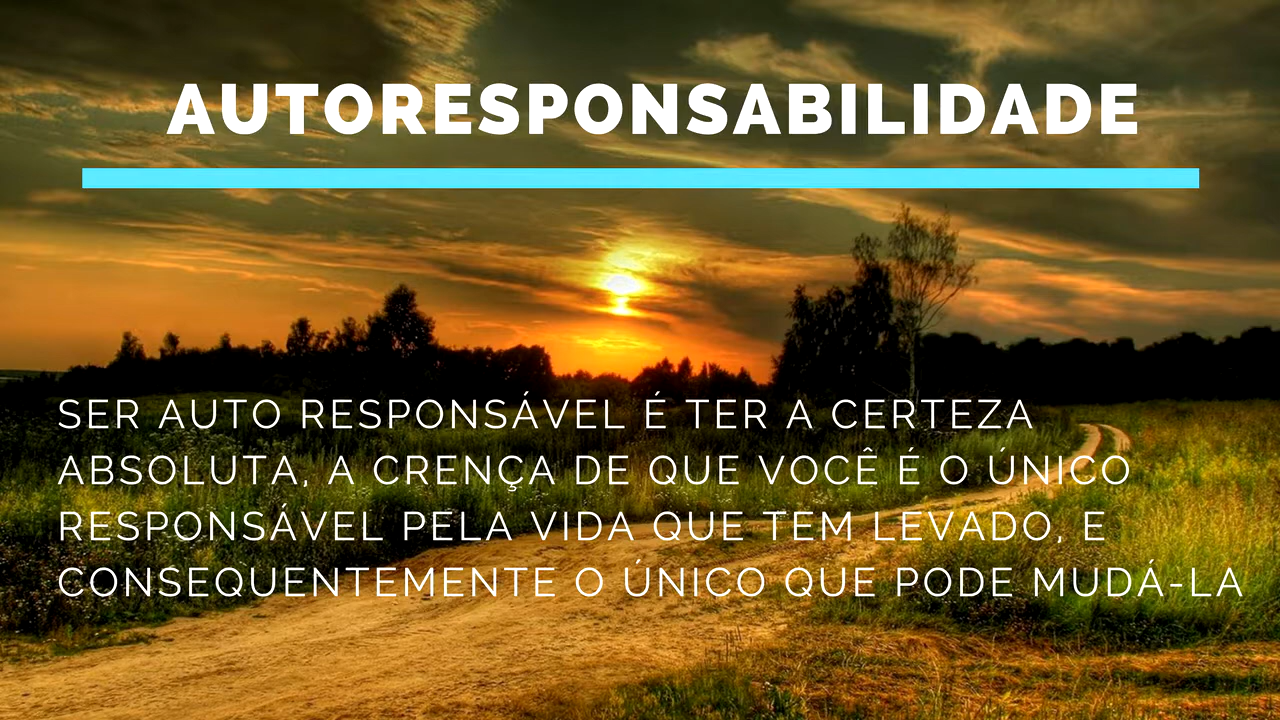 AUTORESPONSABILIDADE
SER AUTO RESPONSÁVEL É TER A CERTEZA
ABSOLUTA, A CRENÇA DE QUE VOCÊ É O ÚNICO
RESPONSÁVEL PELA VIDA QUE TEM LEVADO, E
CONSEQUENTEMENTE O ÚNICO QUE PODE MUDÁ-LA